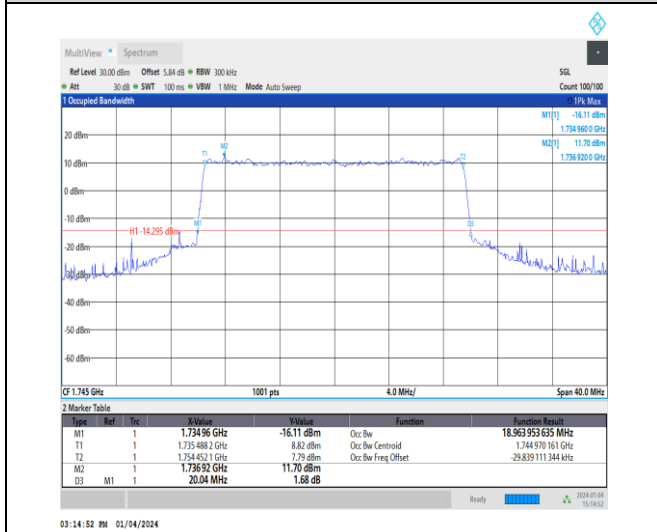 MultiView Spectrum
Ref Level 30.00 dBm Offset 5.84 dB RBW 300 kHz SGL
Att 30 dB SWT 100 ms VBW 1 MHz Mode Auto Sweep Count 100/100
1 Occupied Bandwidth 1Pk Max
M1[1] -16.11 dBm
1.734 960 0 GHz
M2[1] 11.70 dBm
1.736 920 0 GHz
20 dBm
M2
T1 T2
10 dBm
0 dBm
-10 dBm
M1 D3
H1 -14.295 dBm
-20 dBm
-30 dBm
-40 dBm
-50 dBm
-60 dBm
CF 1.745 GHz 1001 pts 4.0 MHz/ Span 40.0 MHz
2 Marker Table
Type Ref Trc X-Value Y-Value Function Function Result
M1 1 1.734 96 GHz -16.11 dBm Occ Bw 18.963 953 635 MHz
T1 1 1.735 488 2 GHz 8.82 dBm Occ Bw Centroid 1.744 970 161 GHz
T2 1 1.754 452 1 GHz 7.79 dBm Occ Bw Freq Offset -29.839 111 344 kHz
M2 1 1.736 92 GHz 11.70 dBm
D3 M1 1 20.04 MHz 1.68 dB
Ready 2024-01-04
15:14:52
03:14:52 PM 01/04/2024